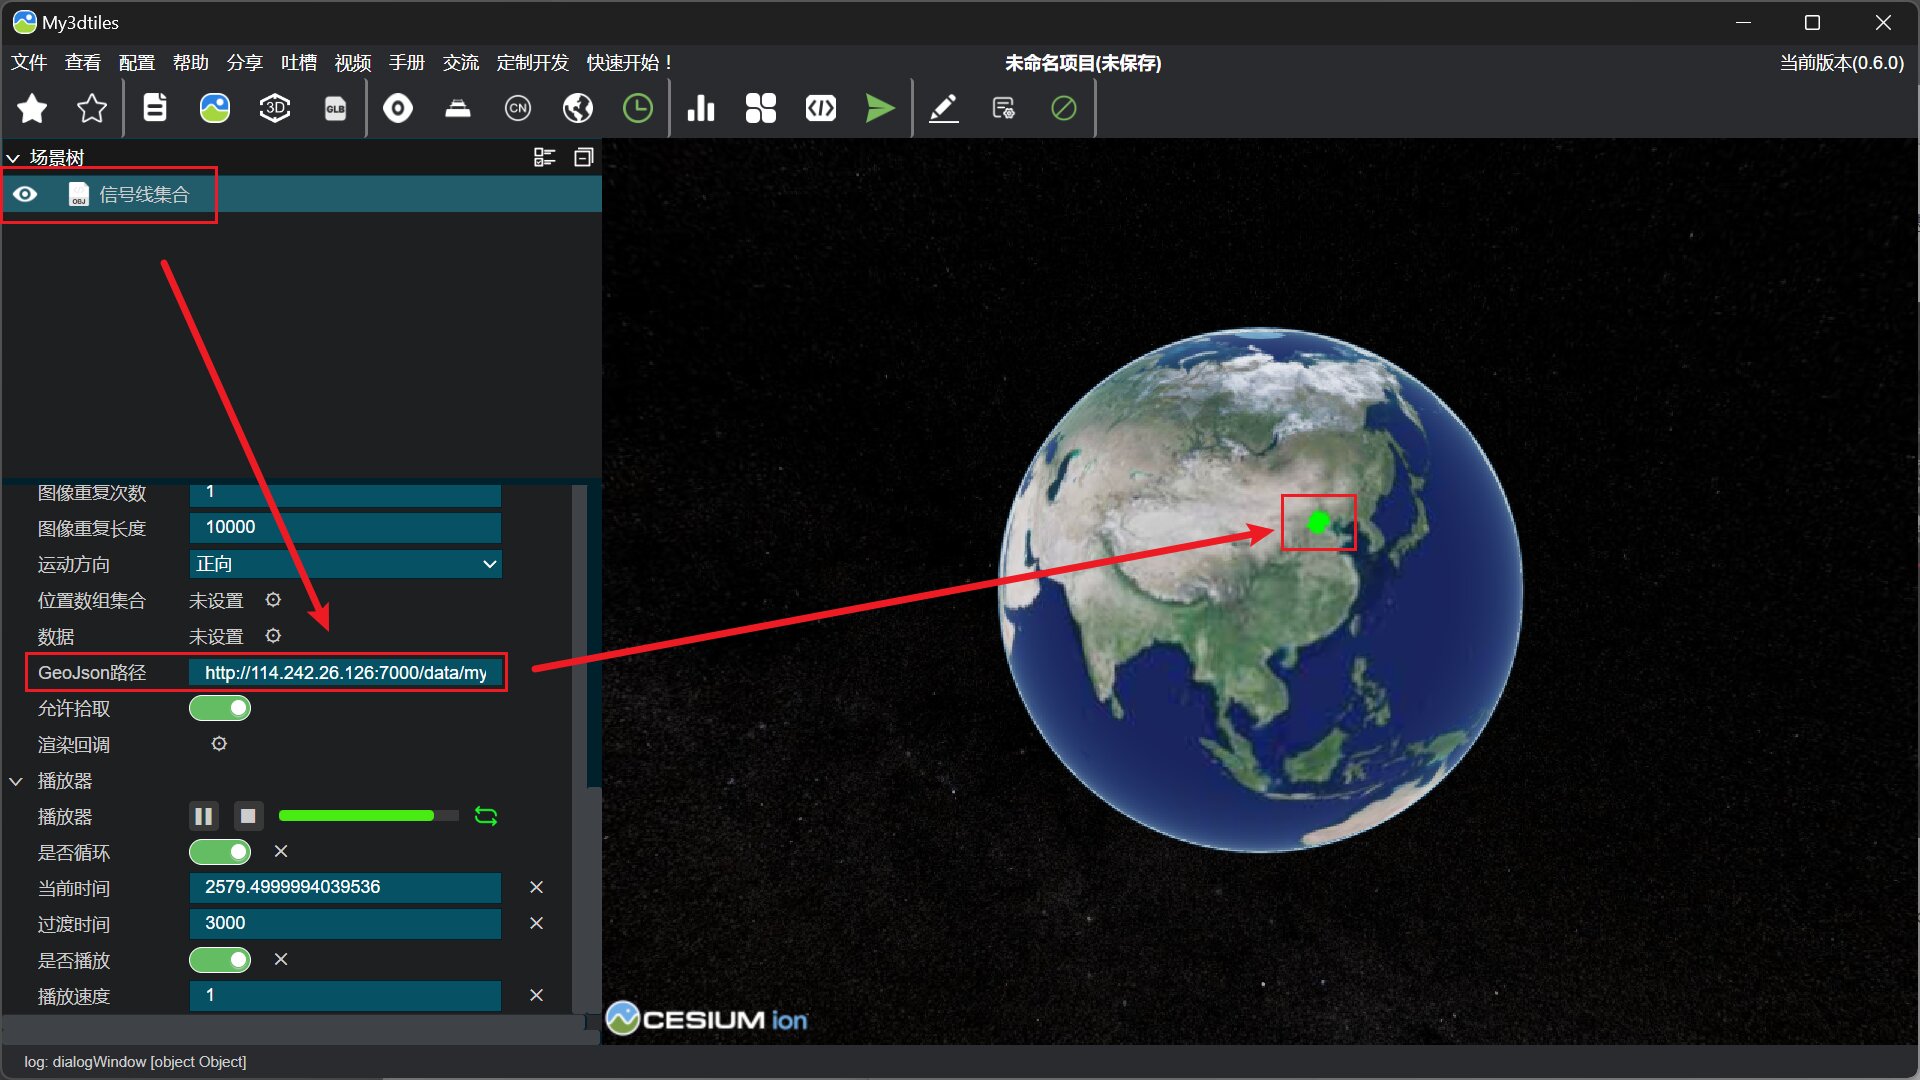 My3dtiles
文件 查看 配置 帮助 分享 吐槽 视频 手册 交流 定制开发 快速开始！ 未命名项目(未保存) 当前版本(0.6.0)
3D GLB CN
场景树
OBJ 信号线集合
图像重复次数 1
图像重复长度 10000
运动方向 正向
位置数组集合 未设置
数据 未设置
GeoJson路径 http://114.242.26.126:7000/data/my
允许拾取
渲染回调
播放器
播放器
是否循环
当前时间 2579.4999994039536
过渡时间 3000
是否播放
播放速度 1
CESIUM ion
log: dialogWindow [object Object]